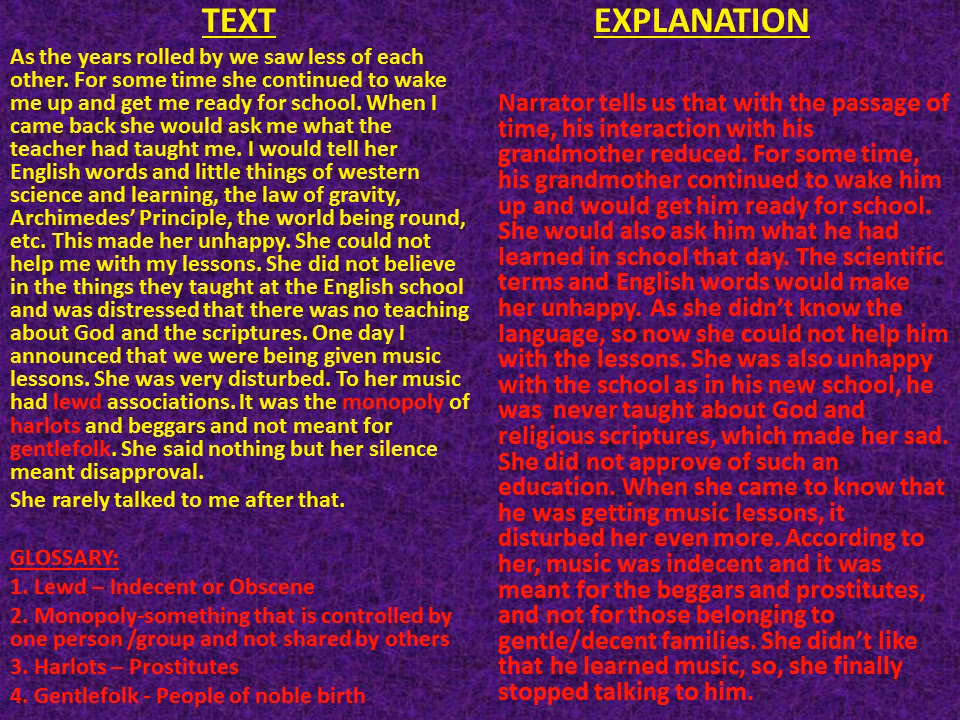 TEXT
As the years rolled by we saw less of each
other. For some time she continued to wake
me up and get me ready for school. When I
came back she would ask me what the
teacher had taught me. I would tell her
English words and little things of western
science and learning, the law of gravity,
Archimedes’ Principle, the world being round,
etc. This made her unhappy. She could not
help me with my lessons. She did not believe
in the things they taught at the English school
and was distressed that there was no teaching
about God and the scriptures. One day I
announced that we were being given music
lessons. She was very disturbed. To her music
had lewd associations. It was the monopoly of
harlots and beggars and not meant for
gentlefolk. She said nothing but her silence
meant disapproval.
She rarely talked to me after that.
GLOSSARY:
1. Lewd – Indecent or Obscene
2. Monopoly-something that is controlled by
one person /group and not shared by others
3. Harlots – Prostitutes
4. Gentlefolk - People of noble birth
EXPLANATION
Narrator tells us that with the passage of
time, his interaction with his
grandmother reduced. For some time,
his grandmother continued to wake him
up and would get him ready for school.
She would also ask him what he had
learned in school that day. The scientific
terms and English words would make
her unhappy. As she didn’t know the
language, so now she could not help him
with the lessons. She was also unhappy
with the school as in his new school, he
was never taught about God and
religious scriptures, which made her sad.
She did not approve of such an
education. When she came to know that
he was getting music lessons, it
disturbed her even more. According to
her, music was indecent and it was
meant for the beggars and prostitutes,
and not for those belonging to
gentle/decent families. She didn’t like
that he learned music, so, she finally
stopped talking to him.